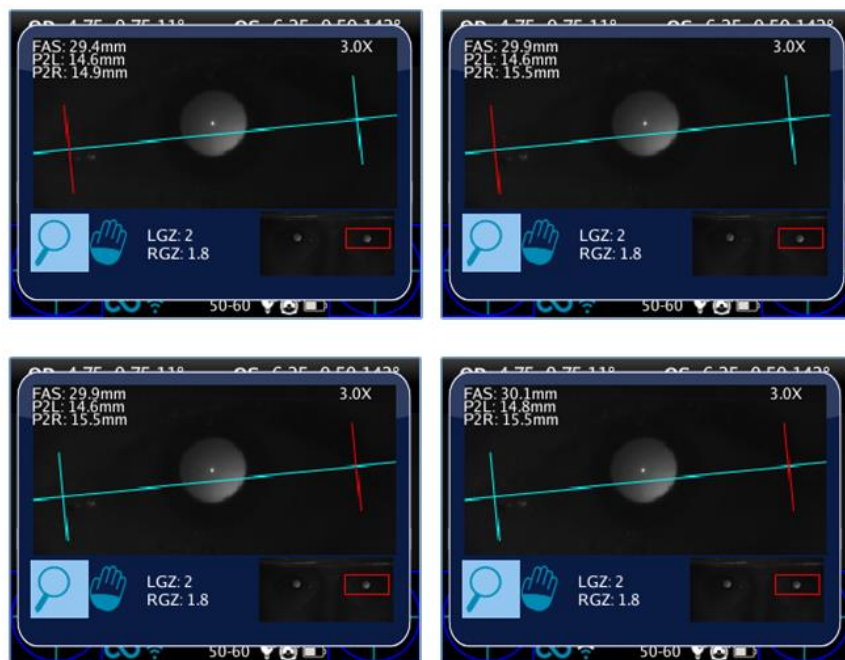 FAS: 29.4mm
P2L: 14.6mm
P2R: 14.9mm
3.0X
LGZ: 2
RGZ: 1.8
50-60
FAS: 29.9mm
P2L: 14.6mm
P2R: 15.5mm
3.0X
LGZ: 2
RGZ: 1.8
50-60
FAS: 29.9mm
P2L: 14.6mm
P2R: 15.5mm
3.0X
LGZ: 2
RGZ: 1.8
50-60
FAS: 30.1mm
P2L: 14.8mm
P2R: 15.5mm
3.0X
LGZ: 2
RGZ: 1.8
50-60